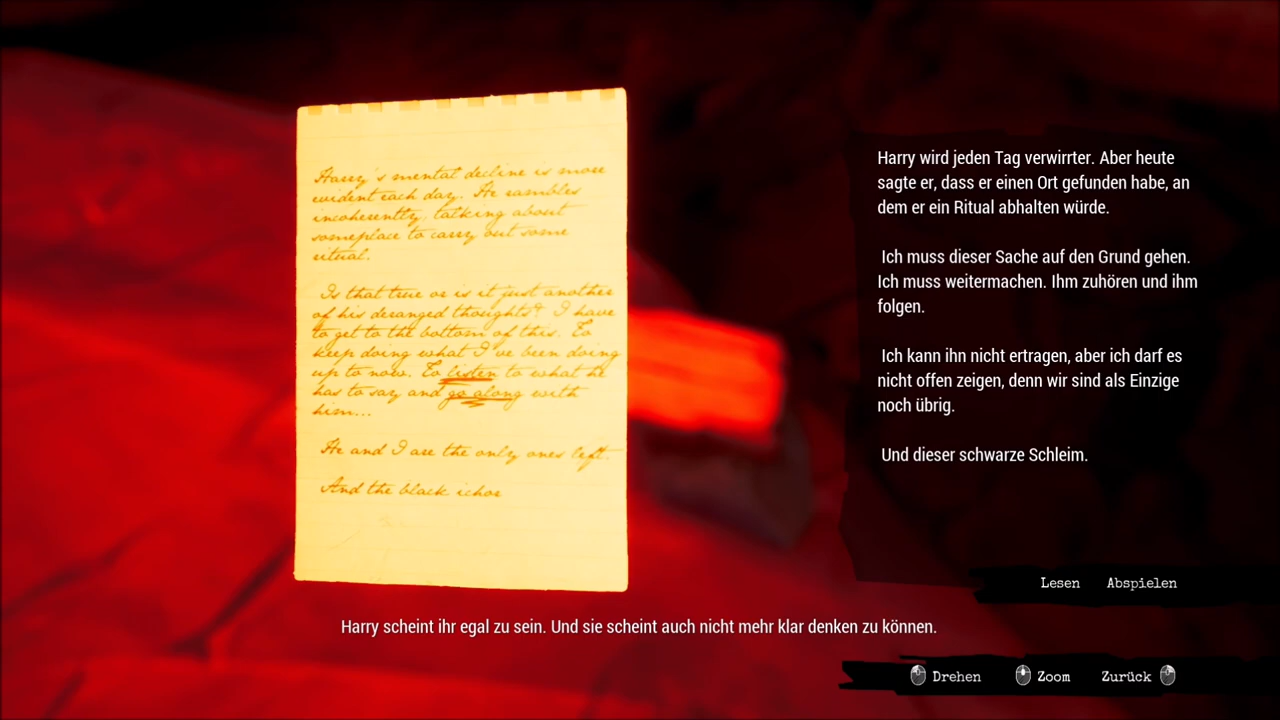 Harry's mental decline is more
evident each day. He rambles
incoherently, talking about
someplace to carry out some
ritual.
Is that true or is it just another
of his deranged thoughts? I have
to get to the bottom of this. To
keep doing what I've been doing
up to now. To listen to what he
has to say and go along with
him...
He and I are the only ones left.
And the black ichor
Harry wird jeden Tag verwirrter. Aber heute
sagte er, dass er einen Ort gefunden habe, an
dem er ein Ritual abhalten würde.
Ich muss dieser Sache auf den Grund gehen.
Ich muss weitermachen. Ihm zuhören und ihm
folgen.
Ich kann ihn nicht ertragen, aber ich darf es
nicht offen zeigen, denn wir sind als Einzige
noch übrig.
Und dieser schwarze Schleim.
Lesen Abspielen
Harry scheint ihr egal zu sein. Und sie scheint auch nicht mehr klar denken zu können.
Drehen Zoom Zurück